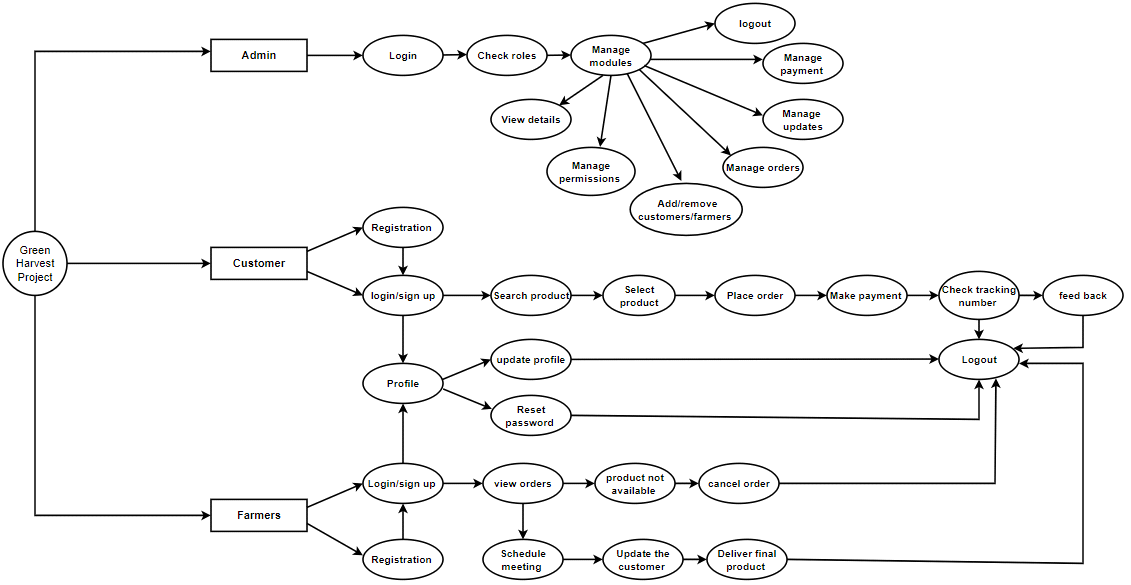 logout
Admin
Login
Check roles
Manage
modules
Manage
payment
View details
Manage
updates
Manage
permissions
Manage orders
Add/remove
customers/farmers
Green
Harvest
Project
Customer
Registration
login/sign up
Search product
Select
product
Place order
Make payment
Check tracking
number
feed back
Profile
update profile
Logout
Reset
password
Farmers
Login/sign up
view orders
product not
available
cancel order
Registration
Schedule
meeting
Update the
customer
Deliver final
product